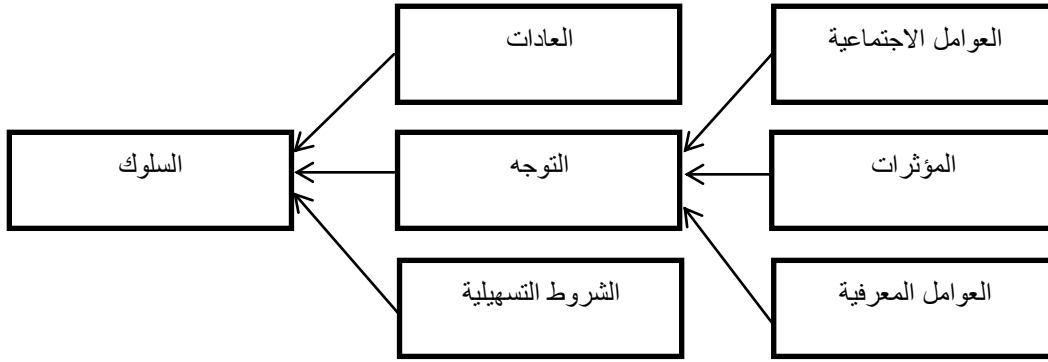 العوامل الاجتماعية
العادات
المؤثرات
التوجه
السلوك
العوامل المعرفية
الشروط التسهيلية